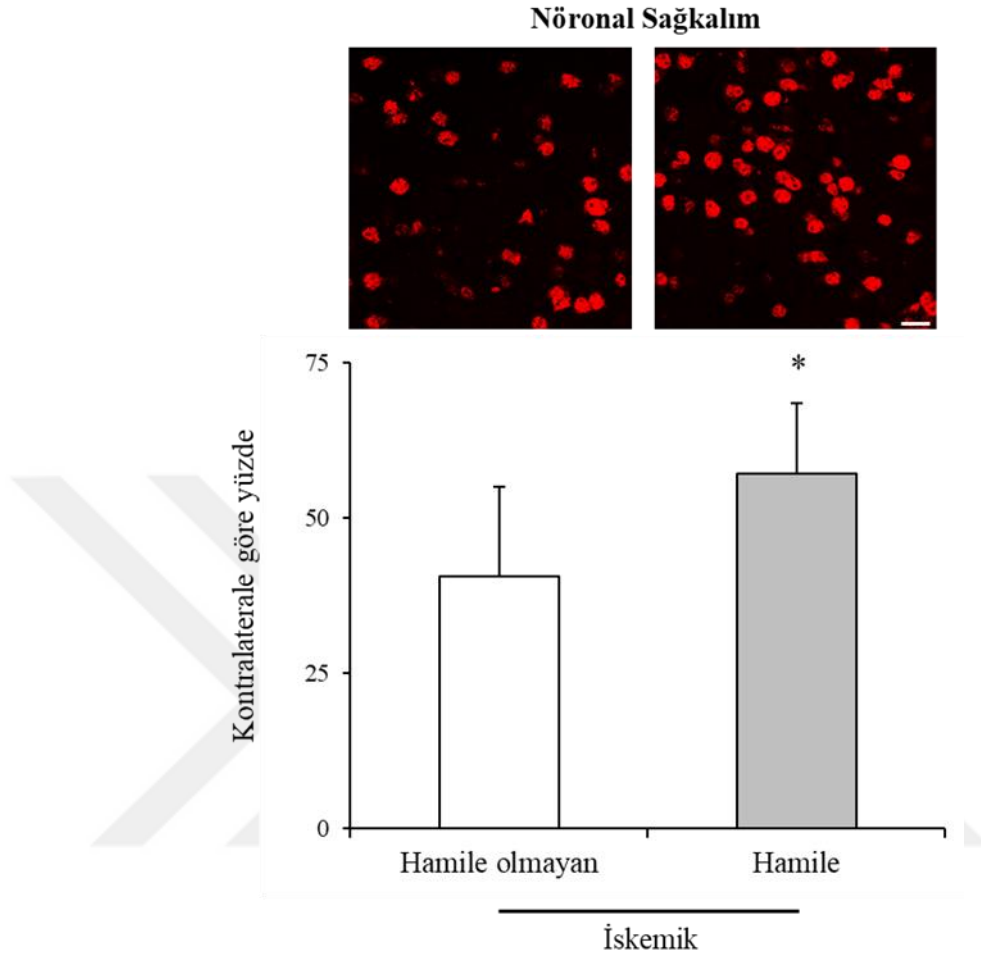 Nöronal Sağkalım
Kontralaterale göre yüzde
75
50
25
0
*
Hamile olmayan
Hamile
İskemik